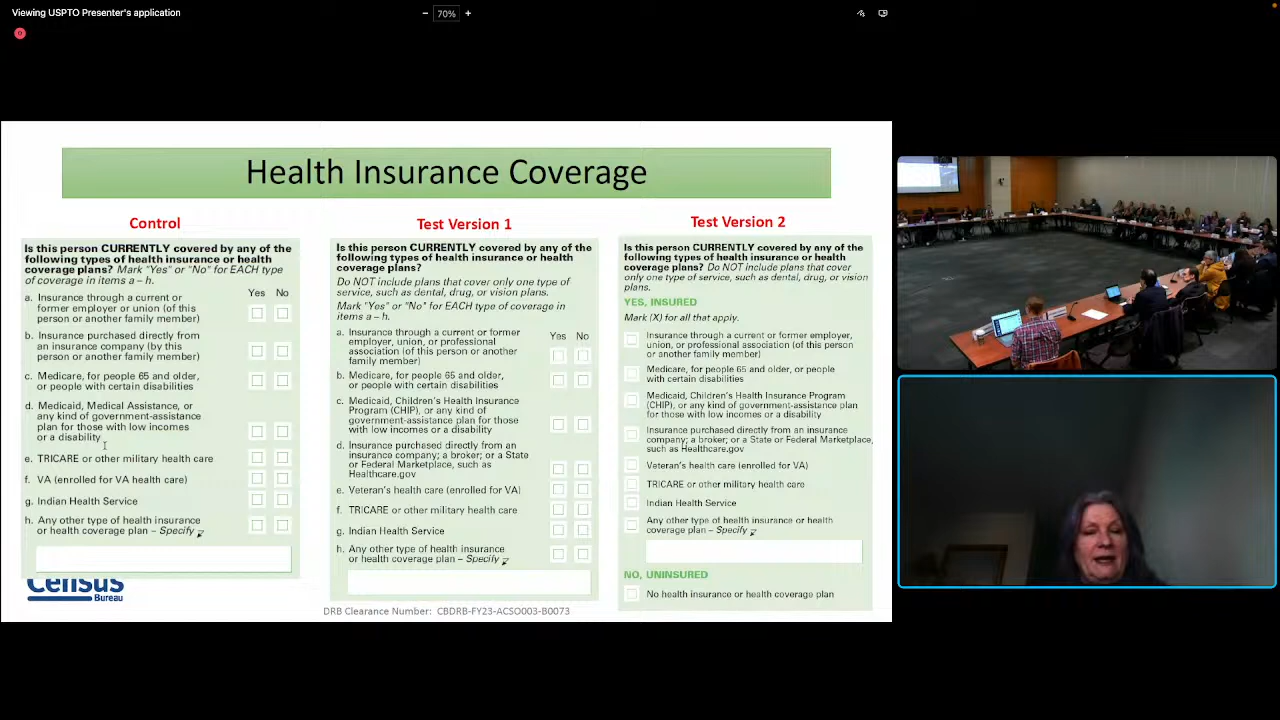 Viewing USPTO Presenter's application
− 70% +
Health Insurance Coverage
Control
Is this person CURRENTLY covered by any of the
following types of health insurance or health
coverage plans? Mark "Yes" or "No" for EACH type
of coverage in items a – h.
Yes No
a. Insurance through a current or
former employer or union (of this
person or another family member)
b. Insurance purchased directly from
an insurance company (by this
person or another family member)
c. Medicare, for people 65 and older,
or people with certain disabilities
d. Medicaid, Medical Assistance, or
any kind of government-assistance
plan for those with low incomes
or a disability
e. TRICARE or other military health care
f. VA (enrolled for VA health care)
g. Indian Health Service
h. Any other type of health insurance
or health coverage plan – Specify
Test Version 1
Is this person CURRENTLY covered by any of the
following types of health insurance or health
coverage plans?
Do NOT include plans that cover only one type of
service, such as dental, drug, or vision plans.
Mark "Yes" or "No" for EACH type of coverage in
items a – h.
Yes No
a. Insurance through a current or former
employer, union, or professional
association (of this person or another
family member)
b. Medicare, for people 65 and older,
or people with certain disabilities
c. Medicaid, Children's Health Insurance
Program (CHIP), or any kind of
government-assistance plan for those
with low incomes or a disability
d. Insurance purchased directly from an
insurance company; a broker; or a State
or Federal Marketplace, such as
Healthcare.gov
e. Veteran's health care (enrolled for VA)
f. TRICARE or other military health care
g. Indian Health Service
h. Any other type of health insurance
or health coverage plan – Specify
Test Version 2
Is this person CURRENTLY covered by any of the
following types of health insurance or health
coverage plans? Do NOT include plans that cover
only one type of service, such as dental, drug, or vision
plans.
YES, INSURED
Mark (X) for all that apply.
Insurance through a current or former employer,
union, or professional association (of this person
or another family member)
Medicare, for people 65 and older, or people
with certain disabilities
Medicaid, Children's Health Insurance Program
(CHIP), or any kind of government-assistance plan
for those with low incomes or a disability
Insurance purchased directly from an insurance
company; a broker; or a State or Federal Marketplace,
such as Healthcare.gov
Veteran's health care (enrolled for VA)
TRICARE or other military health care
Indian Health Service
Any other type of health insurance or health
coverage plan – Specify
NO, UNINSURED
No health insurance or health coverage plan
Census
Bureau
DRB Clearance Number: CBDRB-FY23-ACSO003-B0073